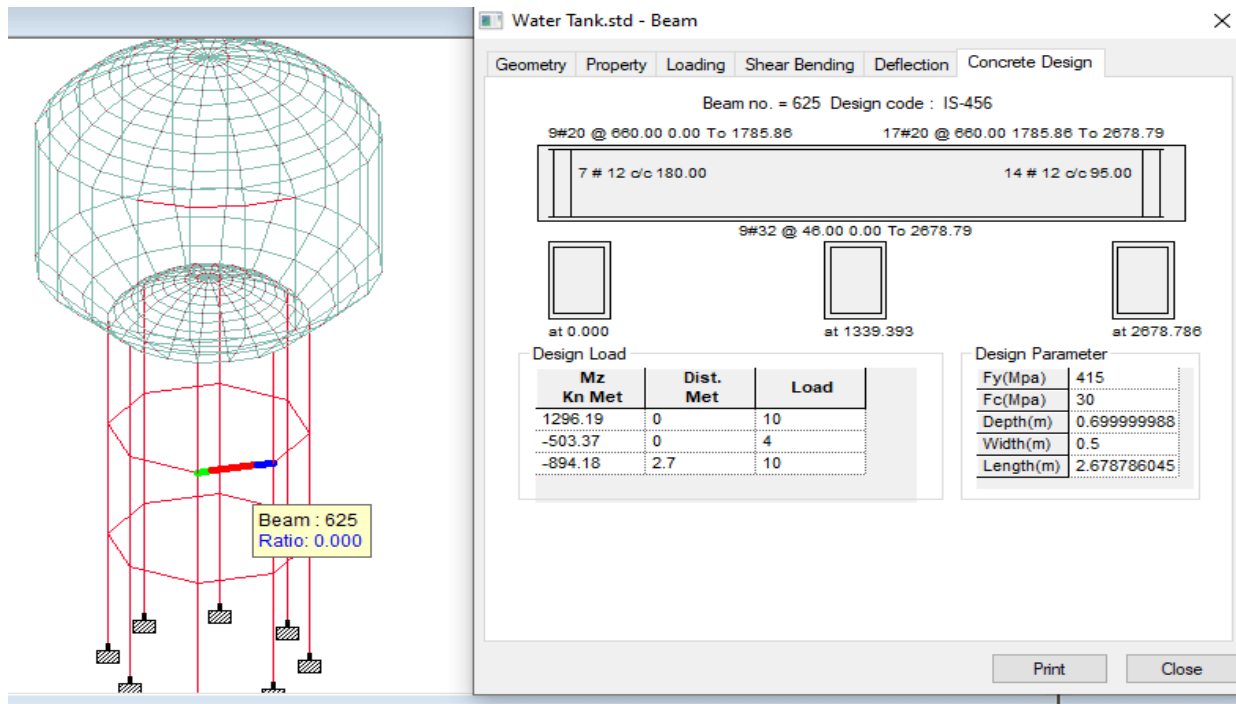 Water Tank.std - Beam
Geometry Property Loading Shear Bending Deflection Concrete Design
Beam no. = 625 Design code : IS-456
9#20 @ 660.00 0.00 To 1785.86 17#20 @ 660.00 1785.86 To 2678.79
7 # 12 c/c 180.00 14 # 12 c/c 95.00
9#32 @ 46.00 0.00 To 2678.79
at 0.000 at 1339.393 at 2678.786
Design Load
Mz
Kn Met Dist.
Met Load
1296.19 0 10
-503.37 0 4
-894.18 2.7 10
Design Parameter
Fy(Mpa) 415
Fc(Mpa) 30
Depth(m) 0.699999988
Width(m) 0.5
Length(m) 2.678786045
Beam : 625
Ratio: 0.000
Print Close